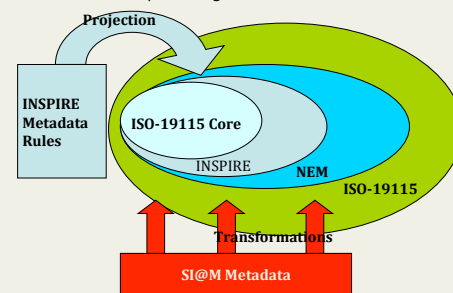 Projection
INSPIRE
Metadata
Rules
ISO-19115 Core
INSPIRE
NEM
ISO-19115
Transformations
SI@M Metadata